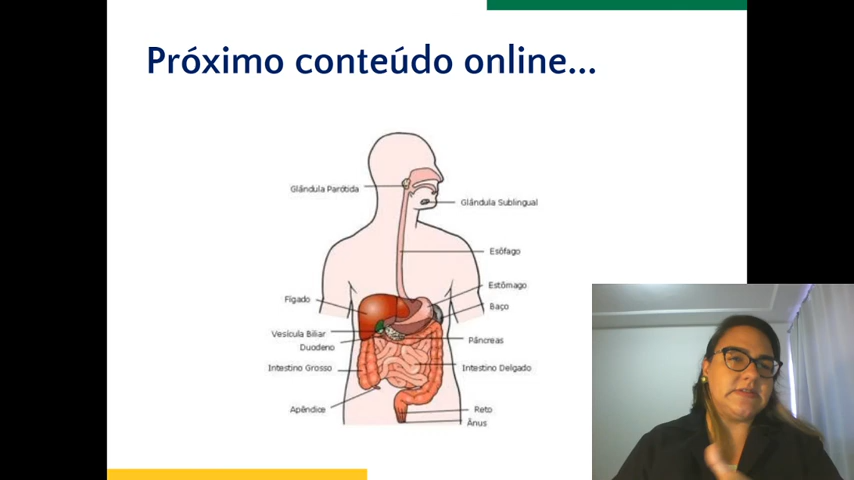 Próximo conteúdo online...
Glândula Parótida
Glândula Sublingual
Esôfago
Estômago
Fígado
Baço
Vesícula Biliar
Pâncreas
Duodeno
Intestino Grosso
Intestino Delgado
Apêndice
Reto
Ânus